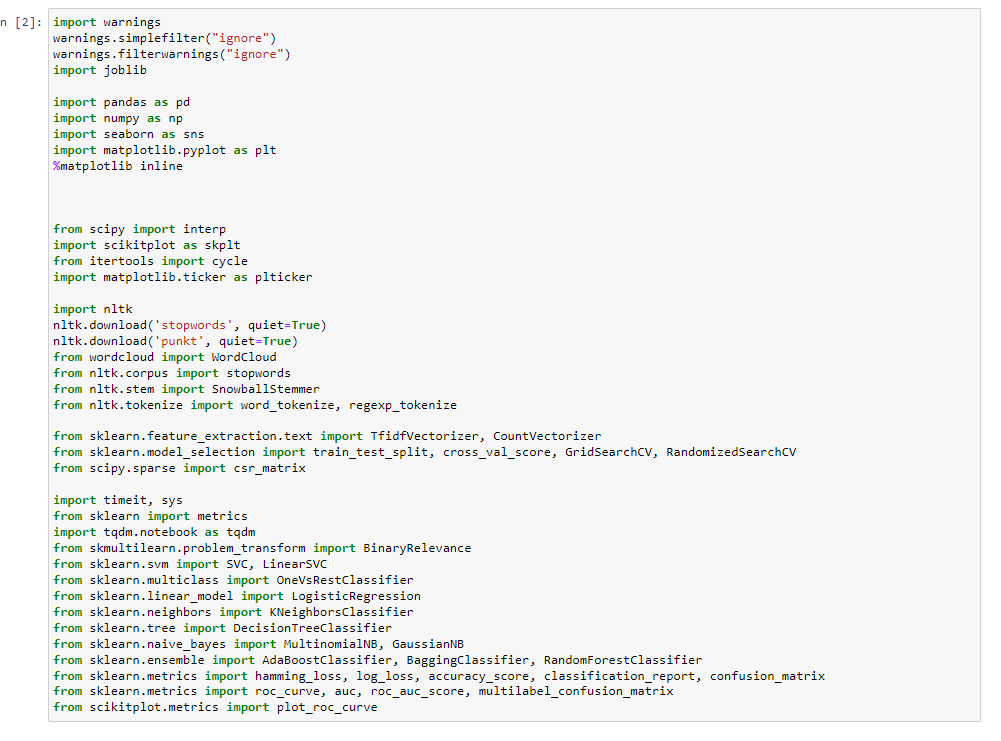 n [2]:
import warnings
warnings.simplefilter("ignore")
warnings.filterwarnings("ignore")
import joblib
import pandas as pd
import numpy as np
import seaborn as sns
import matplotlib.pyplot as plt
%matplotlib inline
from scipy import interp
import scikitplot as skplt
from itertools import cycle
import matplotlib.ticker as plticker
import nltk
nltk.download('stopwords', quiet=True)
nltk.download('punkt', quiet=True)
from wordcloud import WordCloud
from nltk.corpus import stopwords
from nltk.stem import SnowballStemmer
from nltk.tokenize import word_tokenize, regexp_tokenize
from sklearn.feature_extraction.text import TfidfVectorizer, CountVectorizer
from sklearn.model_selection import train_test_split, cross_val_score, GridSearchCV, RandomizedSearchCV
from scipy.sparse import csr_matrix
import timeit, sys
from sklearn import metrics
import tqdm.notebook as tqdm
from skmultilearn.problem_transform import BinaryRelevance
from sklearn.svm import SVC, LinearSVC
from sklearn.multiclass import OneVsRestClassifier
from sklearn.linear_model import LogisticRegression
from sklearn.neighbors import KNeighborsClassifier
from sklearn.tree import DecisionTreeClassifier
from sklearn.naive_bayes import MultinomialNB, GaussianNB
from sklearn.ensemble import AdaBoostClassifier, BaggingClassifier, RandomForestClassifier
from sklearn.metrics import hamming_loss, log_loss, accuracy_score, classification_report, confusion_matrix
from sklearn.metrics import roc_curve, auc, roc_auc_score, multilabel_confusion_matrix
from scikitplot.metrics import plot_roc_curve